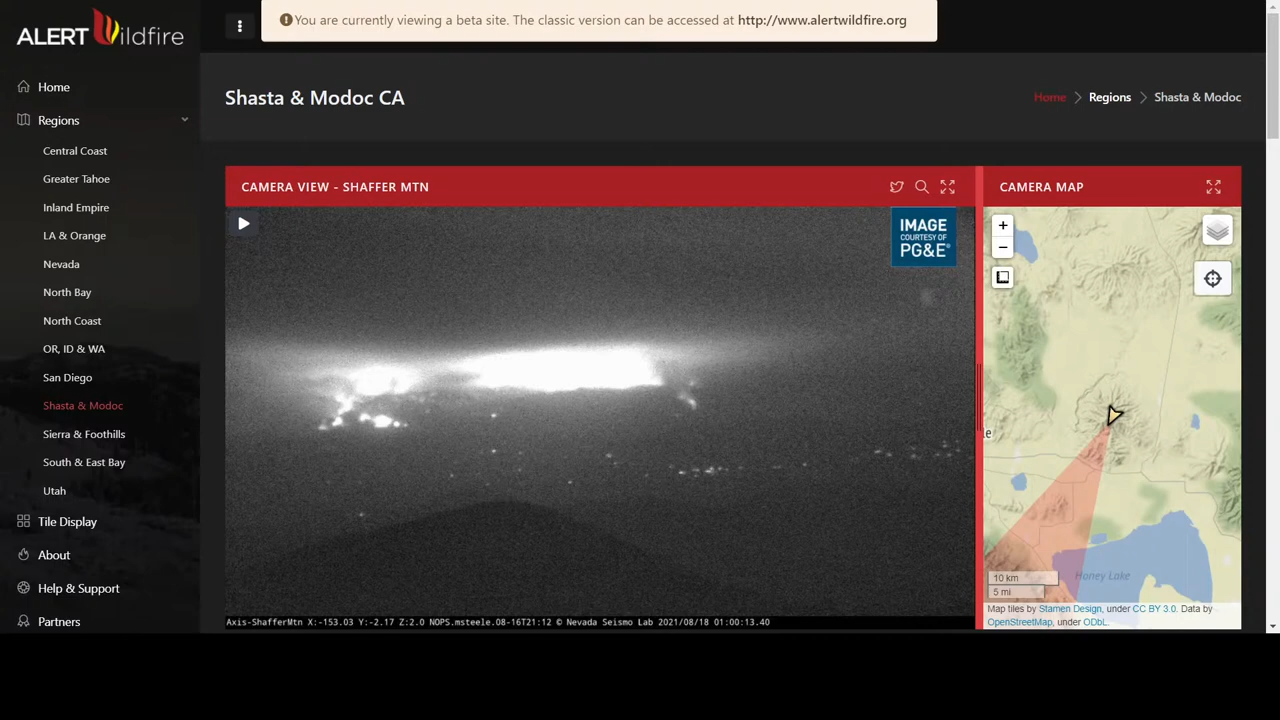 ALERT Wildfire
You are currently viewing a beta site. The classic version can be accessed at http://www.alertwildfire.org
Home
Regions
Central Coast
Greater Tahoe
Inland Empire
LA & Orange
Nevada
North Bay
North Coast
OR, ID & WA
San Diego
Shasta & Modoc
Sierra & Foothills
South & East Bay
Utah
Tile Display
About
Help & Support
Partners
Shasta & Modoc CA
Home
Regions
Shasta & Modoc
CAMERA VIEW - SHAFFER MTN
IMAGE
COURTESY OF
PG&E®
Axis-ShafferMtn X:-153.03 Y:-2.17 Z:2.0 NOPS.msteele.08-16T21:12 © Nevada Seismo Lab 2021/08/18 01:00:13.40
CAMERA MAP
+
−
le
Honey Lake
10 km
5 mi
Map tiles by Stamen Design, under CC BY 3.0. Data by
OpenStreetMap, under ODbL.